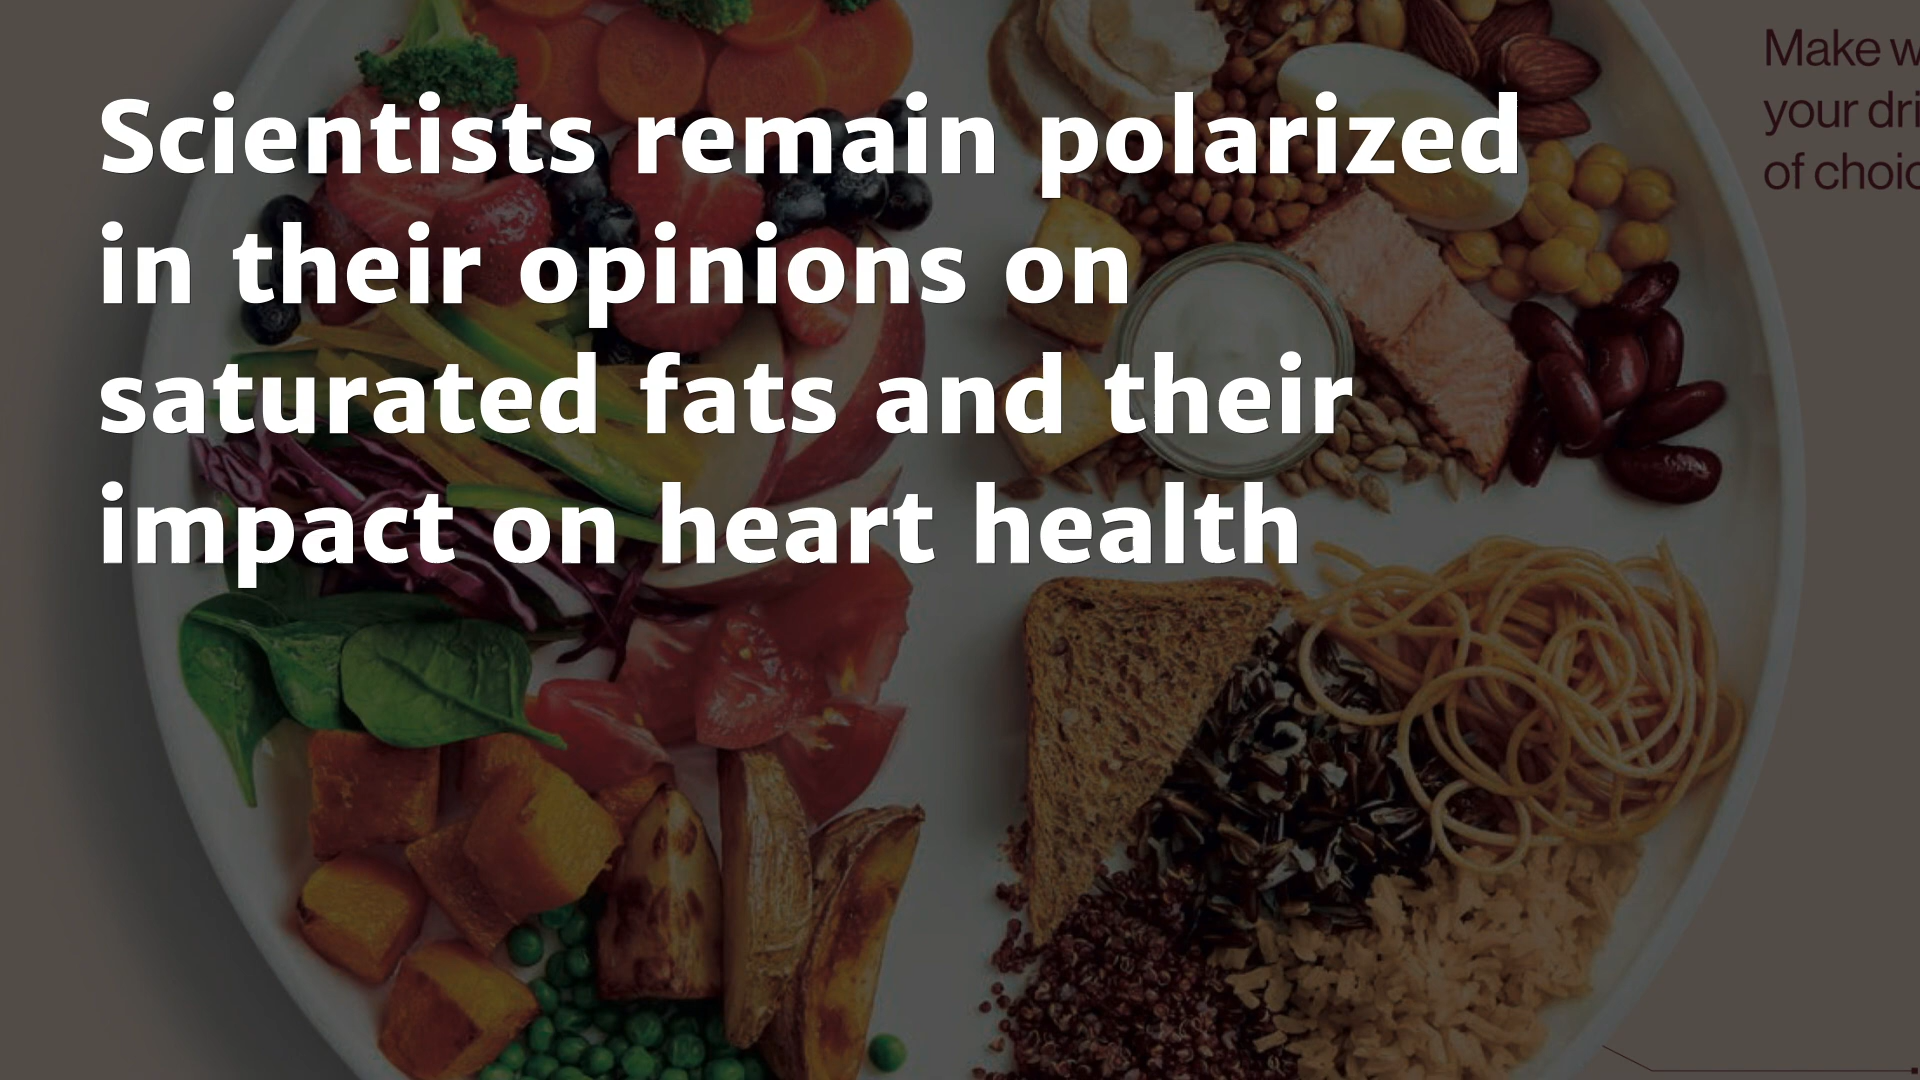 Scientists remain polarized
in their opinions on
saturated fats and their
impact on heart health
Make
your
of